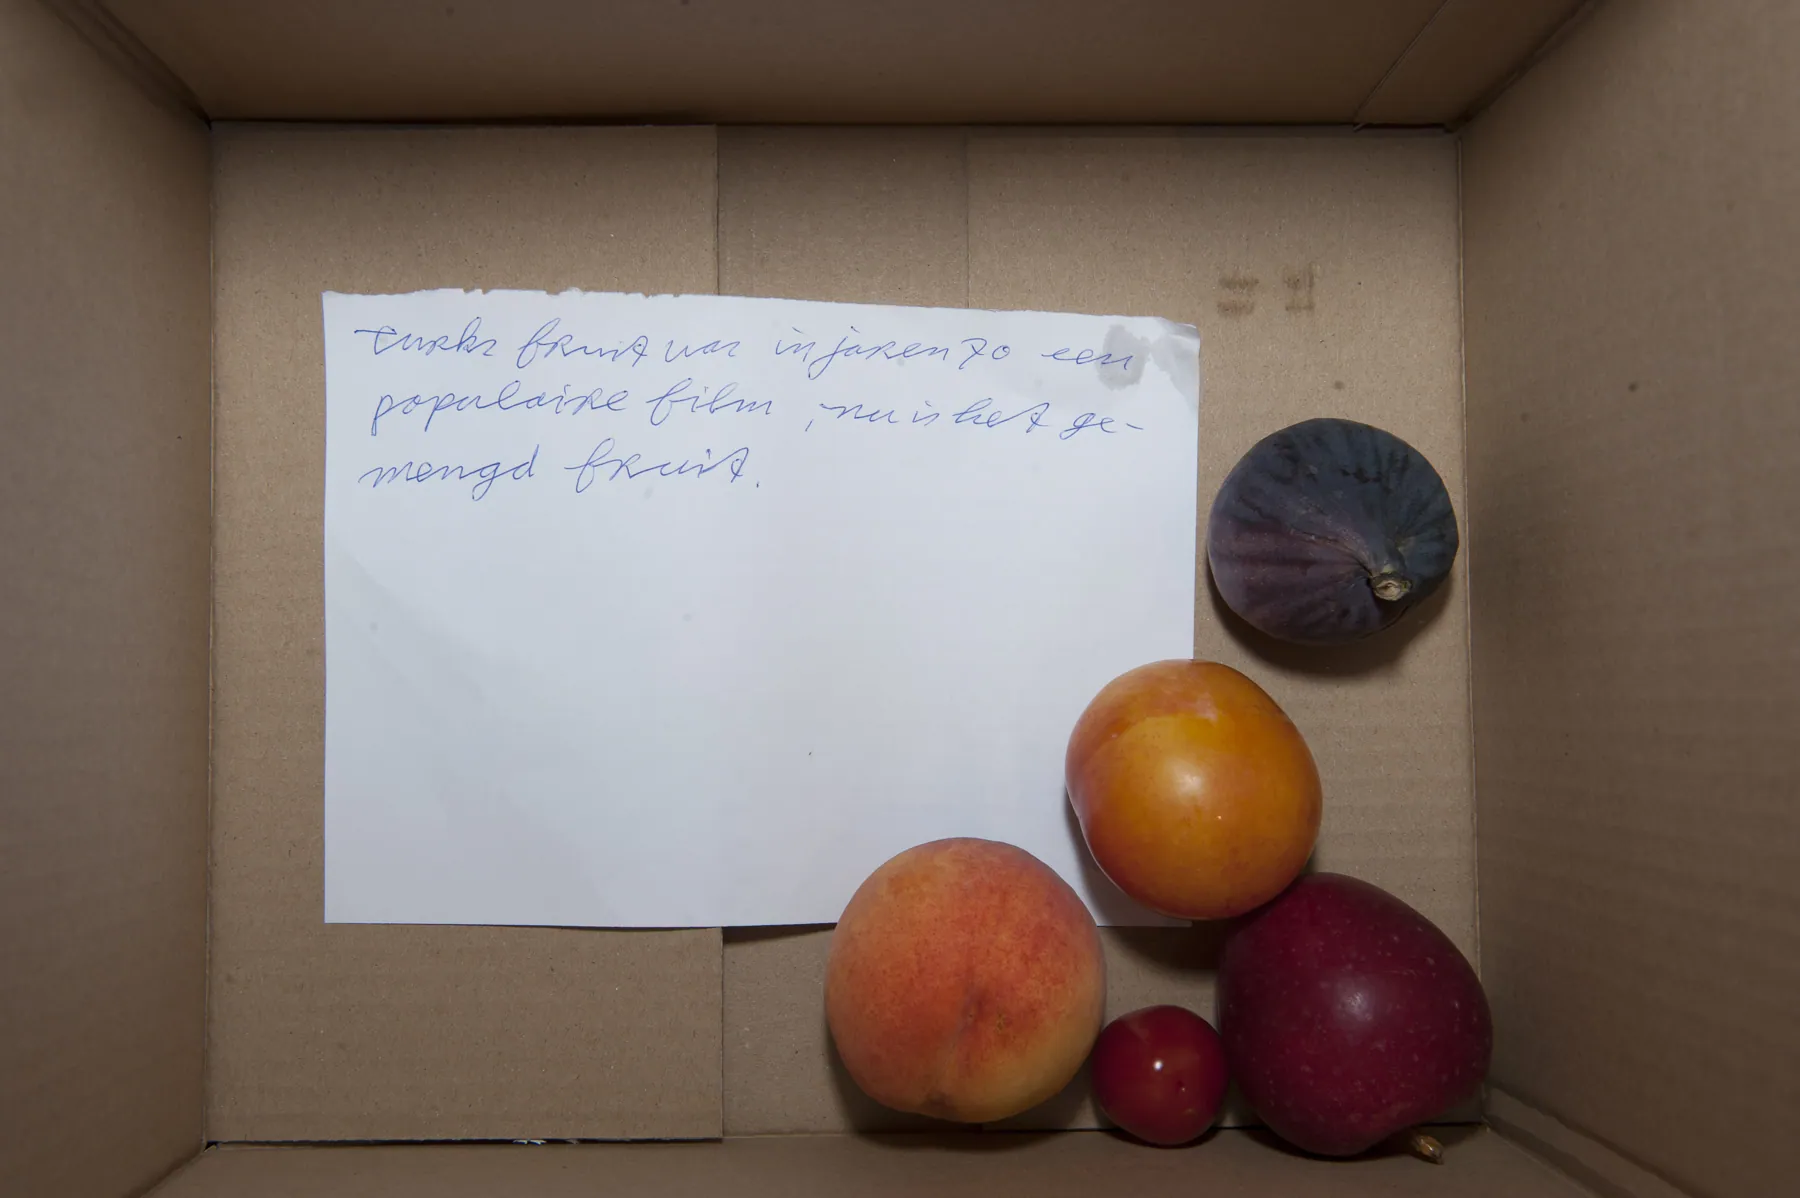 turks fruit was in jaren 70 een
populaire film, nu is het ge-
mengd fruit.